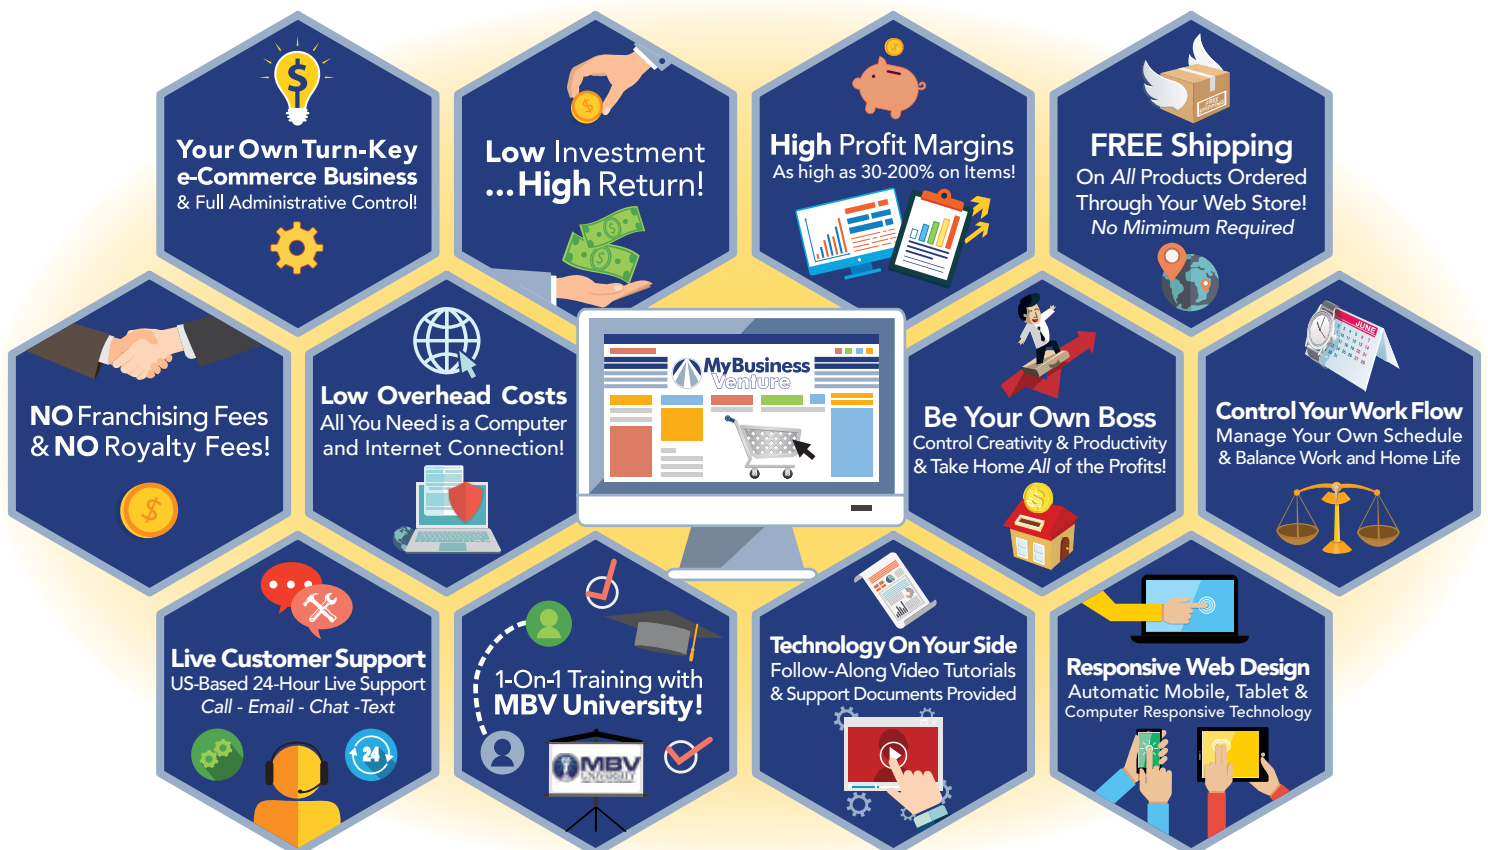 Your Own Turn-Key
e-Commerce Business
& Full Administrative Control!
Low Investment
...High Return!
High Profit Margins
As high as 30-200% on Items!
FREE
SHIPPING
FREE Shipping
On All Products Ordered
Through Your Web Store!
No Mimimum Required
NO Franchising Fees
& NO Royalty Fees!
Low Overhead Costs
All You Need is a Computer
and Internet Connection!
MyBusiness
Venture
Be Your Own Boss
Control Creativity & Productivity
& Take Home All of the Profits!
JUNE
Control Your Work Flow
Manage Your Own Schedule
& Balance Work and Home Life
Live Customer Support
US-Based 24-Hour Live Support
Call - Email - Chat -Text
24
1-On-1 Training with
MBV University!
MBV
UNIVERSITY
Technology On Your Side
Follow-Along Video Tutorials
& Support Documents Provided
Responsive Web Design
Automatic Mobile, Tablet &
Computer Responsive Technology